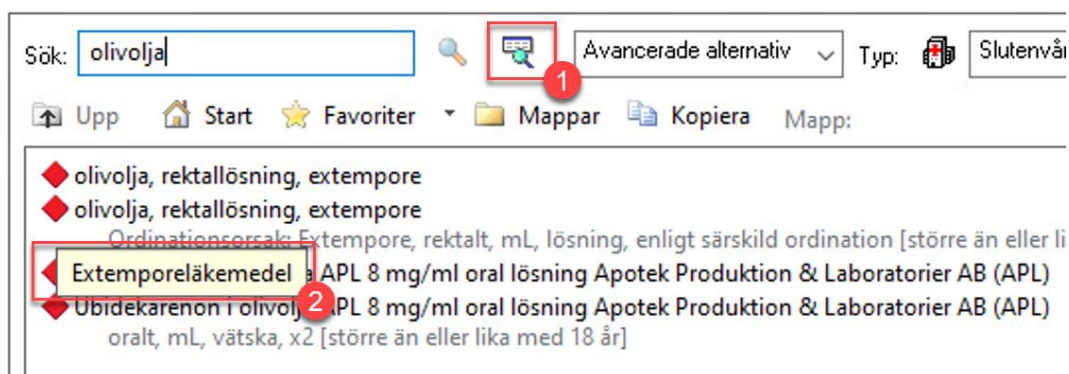 Sök: olivolja Avancerade alternativ Typ: Slutenvår
1
Upp Start Favoriter Mappar Kopiera Mapp:
olivolja, rektallösning, extempore
olivolja, rektallösning, extempore
Ordinationsorsak: Extempore, rektalt, mL, lösning, enligt särskild ordination [större än eller li
Extemporeläkemedel APL 8 mg/ml oral lösning Apotek Produktion & Laboratorier AB (APL)
2
Ubidekarenon i olivolja APL 8 mg/ml oral lösning Apotek Produktion & Laboratorier AB (APL)
oralt, mL, vätska, x2 [större än eller lika med 18 år]